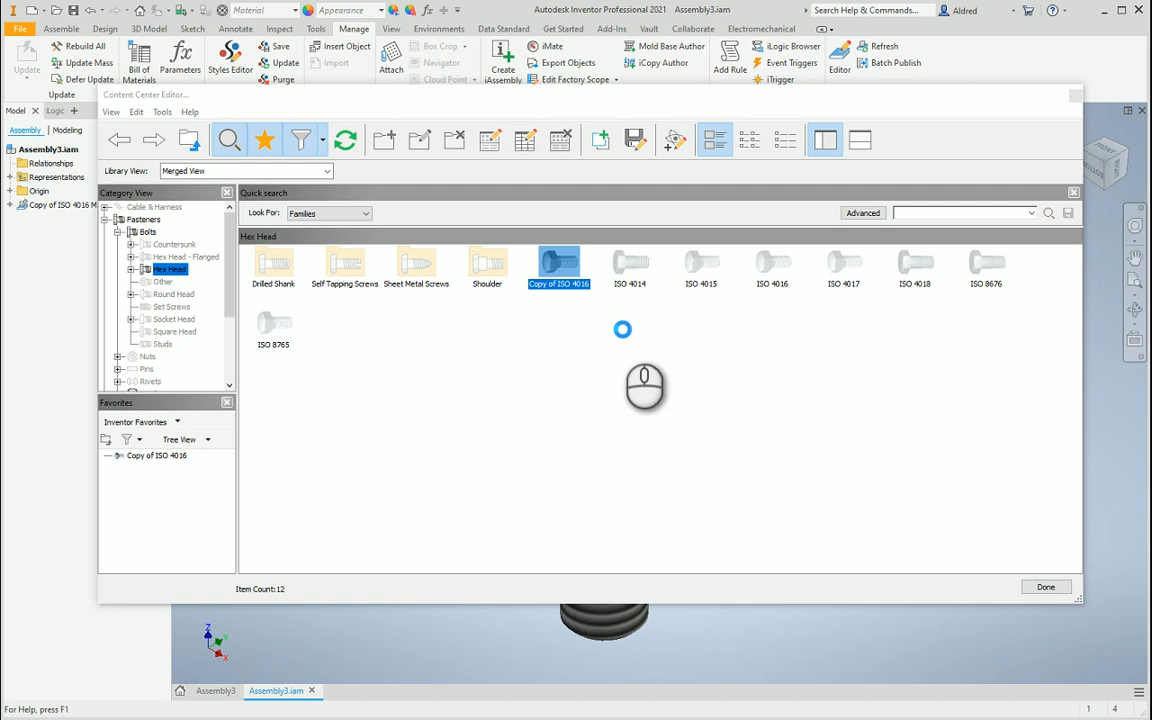 Material
Appearance
Autodesk Inventor Professional 2021 Assembly3.iam
Search Help & Commands...
Aldred
File
Assemble
Design
3D Model
Sketch
Annotate
Inspect
Tools
Manage
View
Environments
Data Standard
Get Started
Add-Ins
Vault
Collaborate
Electromechanical
Update
Rebuild All
Update Mass
Defer Update
Update
Bill of
Materials
Parameters
Styles Editor
Save
Update
Purge
Insert Object
Import
Attach
Box Crop
Navigator
Cloud Point
Create
iAssembly
iMate
Export Objects
Edit Factory Scope
Mold Base Author
iCopy Author
Add Rule
iLogic Browser
Event Triggers
iTrigger
Editor
Refresh
Batch Publish
Model
Logic
Assembly
Modeling
Assembly3.iam
Relationships
Representations
Origin
Copy of ISO 4016 M
Content Center Editor...
View
Edit
Tools
Help
Library View:
Merged View
Category View
Cable & Harness
Fasteners
Bolts
Countersunk
Hex Head - Flanged
Hex Head
Other
Round Head
Set Screws
Socket Head
Square Head
Studs
Nuts
Pins
Rivets
Favorites
Inventor Favorites
Tree View
Copy of ISO 4016
Quick search
Look For:
Families
Advanced
Hex Head
Drilled Shank
Self Tapping Screws
Sheet Metal Screws
Shoulder
Copy of ISO 4016
ISO 4014
ISO 4015
ISO 4016
ISO 4017
ISO 4018
ISO 8676
ISO 8765
Item Count:12
Done
FRONT
BOTTOM
Z
Y
X
Assembly3
Assembly3.iam
For Help, press F1
1
4